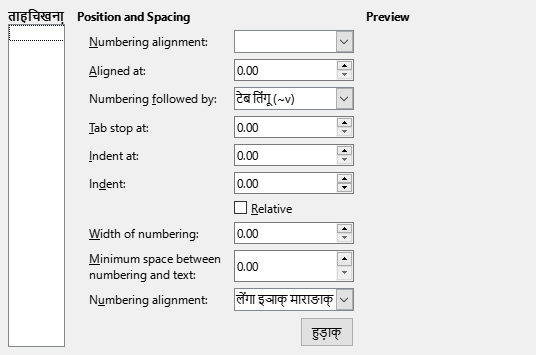 ताहचिखना
Position and Spacing
Preview
Numbering alignment:
Aligned at:
0.00
Numbering followed by:
टेब तिंगू (~v)
Tab stop at:
0.00
Indent at:
0.00
Indent:
0.00
Relative
Width of numbering:
0.00
Minimum space between
numbering and text:
0.00
Numbering alignment:
लेंगा इञाक् माराङाक्
हुड़ाक्